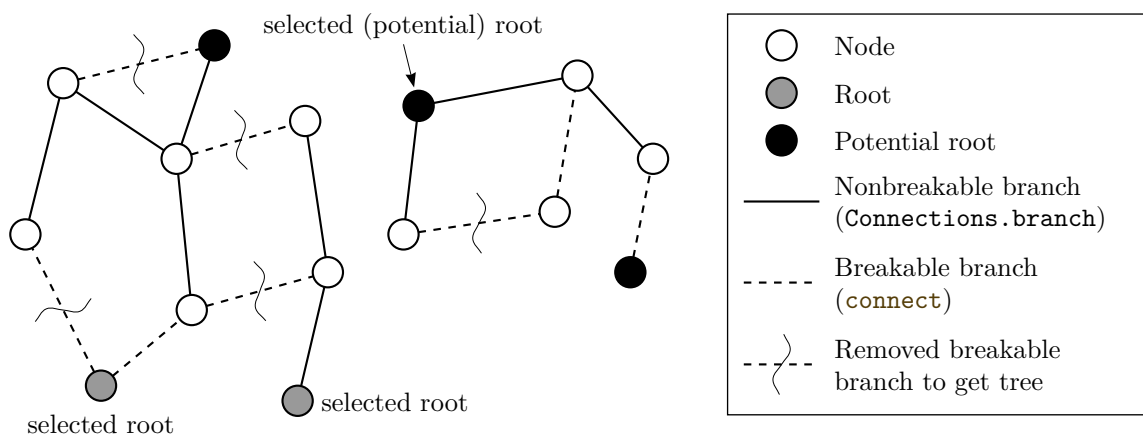 selected (potential) root
selected root
selected root
Node
Root
Potential root
Nonbreakable branch
(Connections.branch)
Breakable branch
(connect)
Removed breakable
branch to get tree